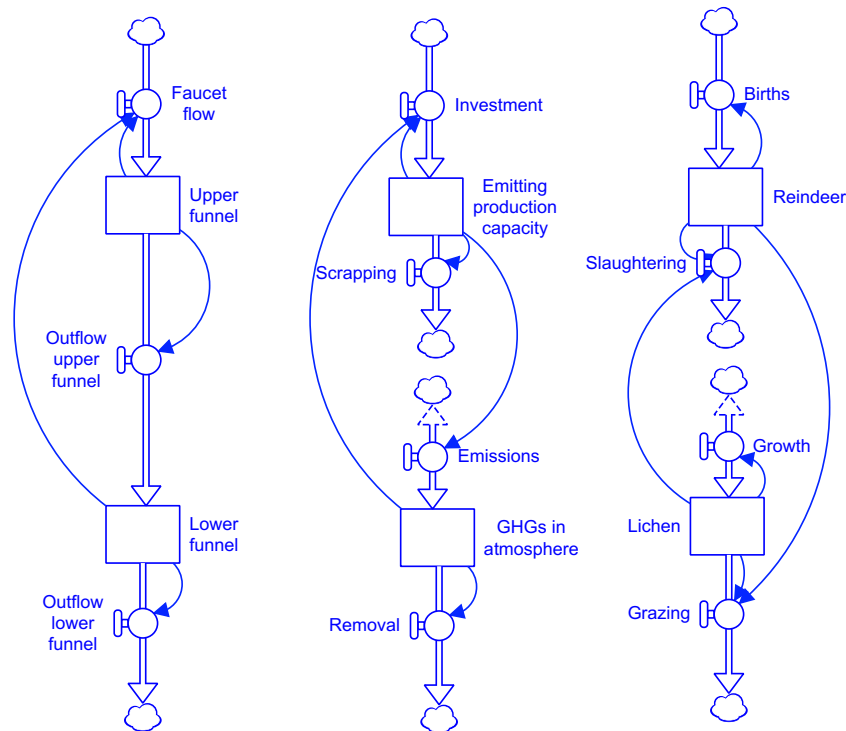 Faucet
flow
Upper
funnel
Outflow
upper
funnel
Lower
funnel
Outflow
lower
funnel
Investment
Emitting
production
capacity
Scrapping
Emissions
GHGs in
atmosphere
Removal
Births
Reindeer
Slaughtering
Growth
Lichen
Grazing